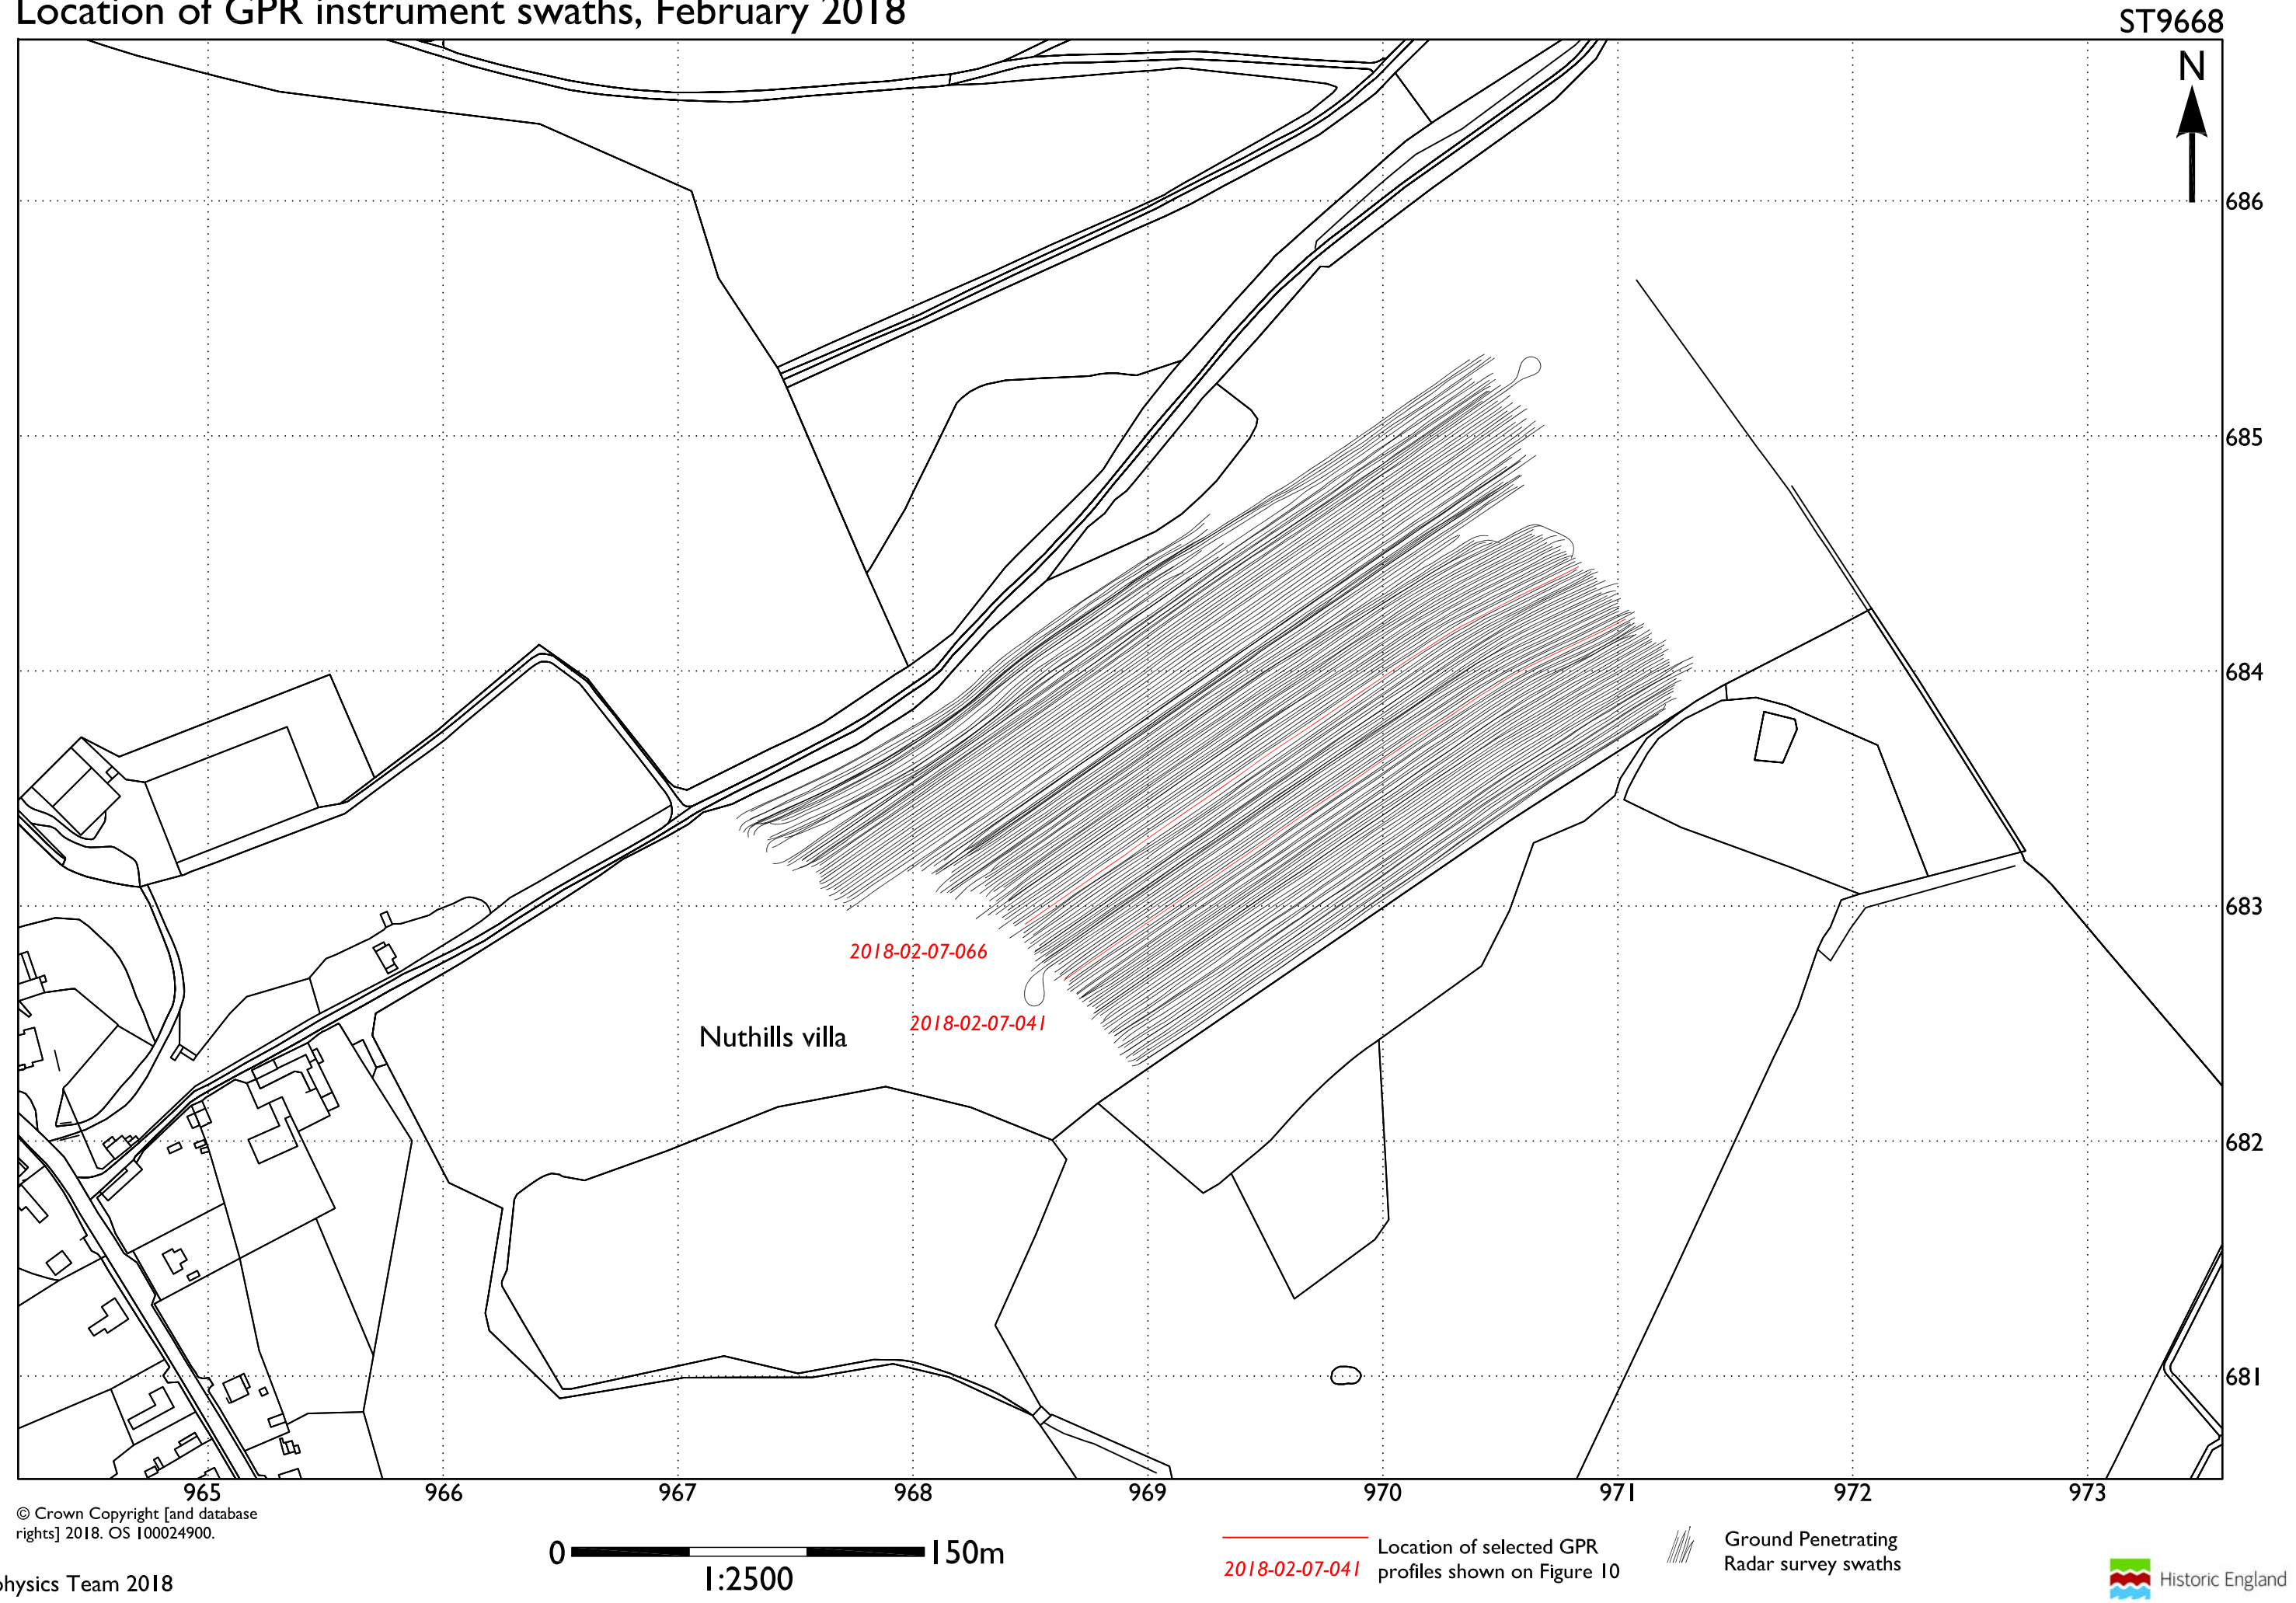 Location of GPR instrument swaths, February 2018
ST9668
N
686
685
684
683
2018-02-07-066
2018-02-07-041
Nuthills villa
682
681
965 966 967 968 969 970 971 972 973
© Crown Copyright [and database
rights] 2018. OS 100024900.
0 150m
1:2500
Location of selected GPR
2018-02-07-041 profiles shown on Figure 10
Ground Penetrating
Radar survey swaths
physics Team 2018
Historic England